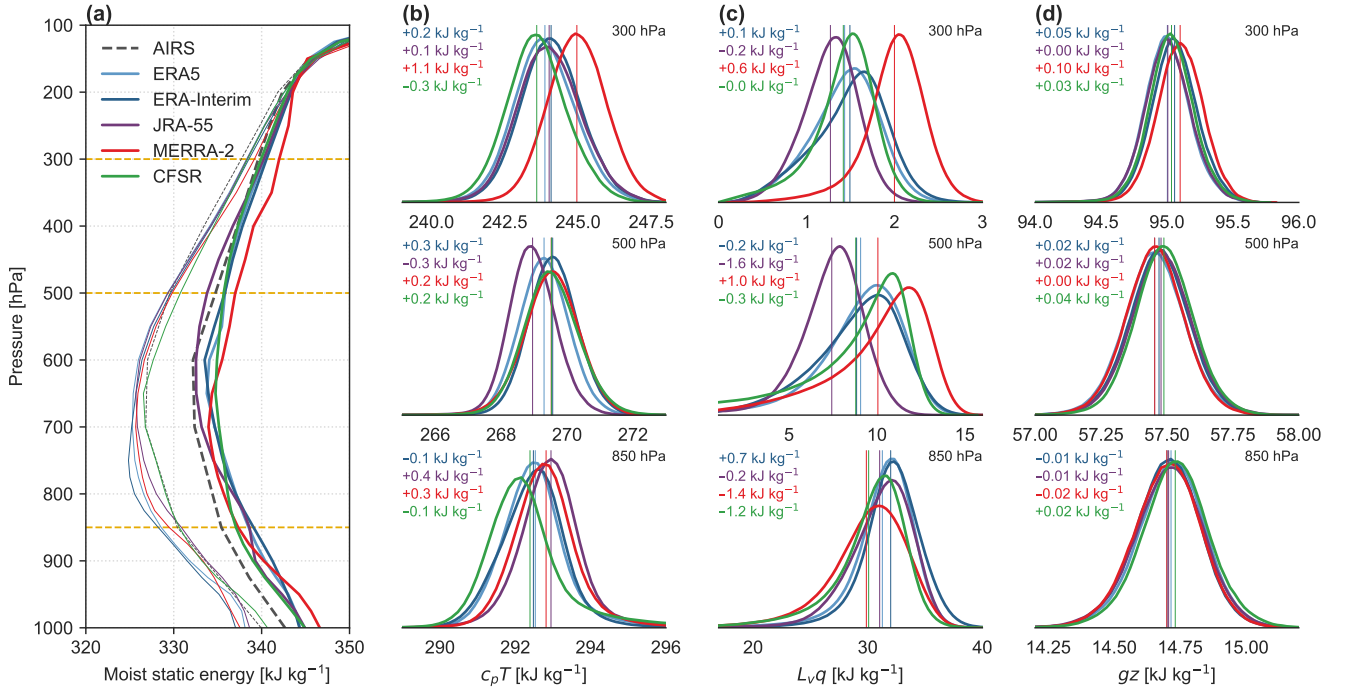 (a)
AIRS
ERA5
ERA-Interim
JRA-55
MERRA-2
CFSR
100
200
300
400
500
600
700
800
900
1000
Pressure [hPa]
320
330
340
350
Moist static energy [kJ kg⁻¹]
(b)
+0.2 kJ kg⁻¹
+0.1 kJ kg⁻¹
+1.1 kJ kg⁻¹
−0.3 kJ kg⁻¹
300 hPa
240.0
242.5
245.0
247.5
+0.3 kJ kg⁻¹
−0.3 kJ kg⁻¹
+0.2 kJ kg⁻¹
+0.2 kJ kg⁻¹
500 hPa
266
268
270
272
−0.1 kJ kg⁻¹
+0.4 kJ kg⁻¹
+0.3 kJ kg⁻¹
−0.1 kJ kg⁻¹
850 hPa
290
292
294
296
cₚT [kJ kg⁻¹]
(c)
+0.1 kJ kg⁻¹
−0.2 kJ kg⁻¹
+0.6 kJ kg⁻¹
−0.0 kJ kg⁻¹
300 hPa
0
1
2
3
−0.2 kJ kg⁻¹
−1.6 kJ kg⁻¹
+1.0 kJ kg⁻¹
−0.3 kJ kg⁻¹
500 hPa
5
10
15
+0.7 kJ kg⁻¹
−0.2 kJ kg⁻¹
−1.4 kJ kg⁻¹
−1.2 kJ kg⁻¹
850 hPa
20
30
40
Lᵥq [kJ kg⁻¹]
(d)
+0.05 kJ kg⁻¹
+0.00 kJ kg⁻¹
+0.10 kJ kg⁻¹
+0.03 kJ kg⁻¹
300 hPa
94.0
94.5
95.0
95.5
96.0
+0.02 kJ kg⁻¹
+0.02 kJ kg⁻¹
+0.00 kJ kg⁻¹
+0.04 kJ kg⁻¹
500 hPa
57.00
57.25
57.50
57.75
58.00
−0.01 kJ kg⁻¹
−0.01 kJ kg⁻¹
−0.02 kJ kg⁻¹
+0.02 kJ kg⁻¹
850 hPa
14.25
14.50
14.75
15.00
gz [kJ kg⁻¹]